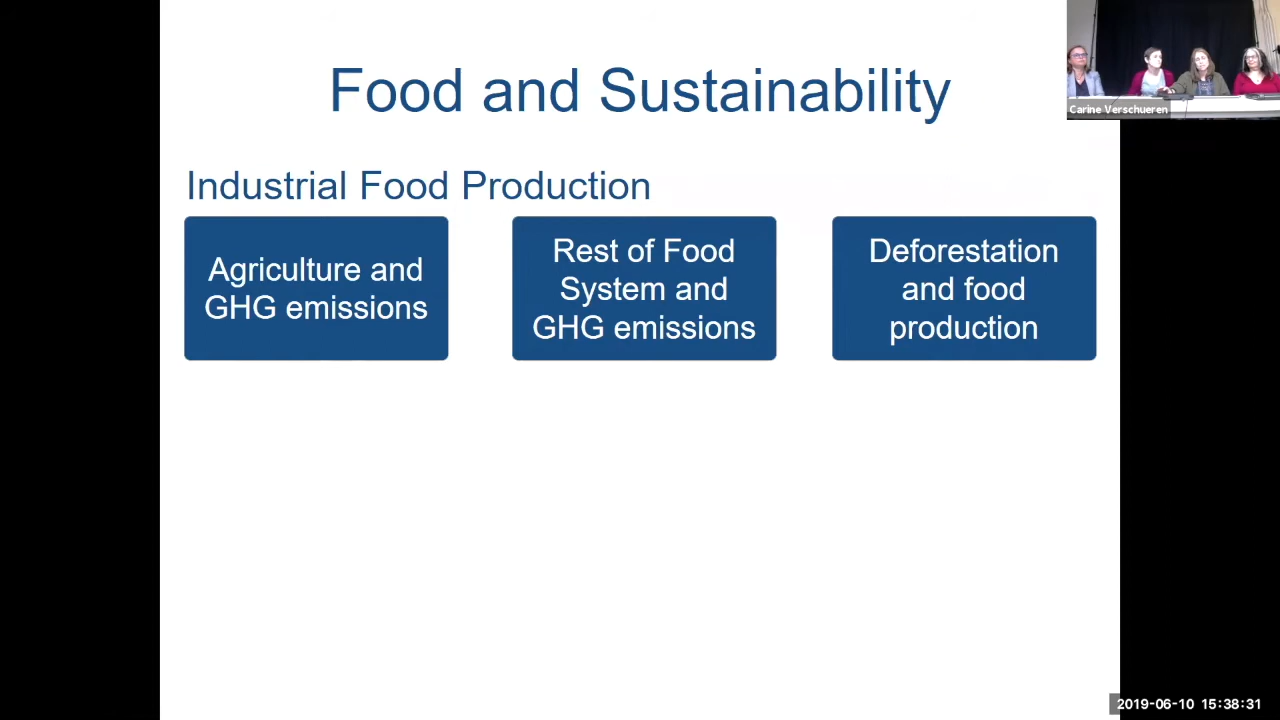 Food and Sustainability
Carine Verschueren
Industrial Food Production
Agriculture and
GHG emissions
Rest of Food
System and
GHG emissions
Deforestation
and food
production
2019-06-10 15:38:31